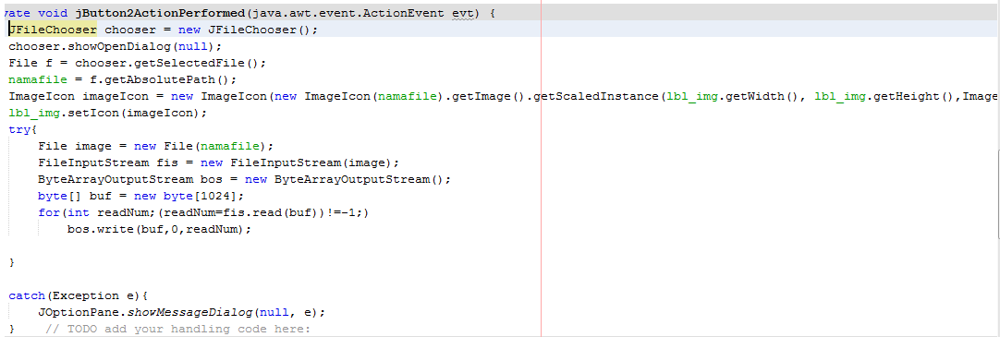 vate void jButton2ActionPerformed(java.awt.event.ActionEvent evt) {
JFileChooser chooser = new JFileChooser();
chooser.showOpenDialog(null);
File f = chooser.getSelectedFile();
namafile = f.getAbsolutePath();
ImageIcon imageIcon = new ImageIcon(new ImageIcon(namafile).getImage().getScaledInstance(lbl_img.getWidth(), lbl_img.getHeight(),Image
lbl_img.setIcon(imageIcon);
try{
    File image = new File(namafile);
    FileInputStream fis = new FileInputStream(image);
    ByteArrayOutputStream bos = new ByteArrayOutputStream();
    byte[] buf = new byte[1024];
    for(int readNum;(readNum=fis.read(buf))!=-1;)
        bos.write(buf,0,readNum);
}
catch(Exception e){
    JOptionPane.showMessageDialog(null, e);
}    // TODO add your handling code here: